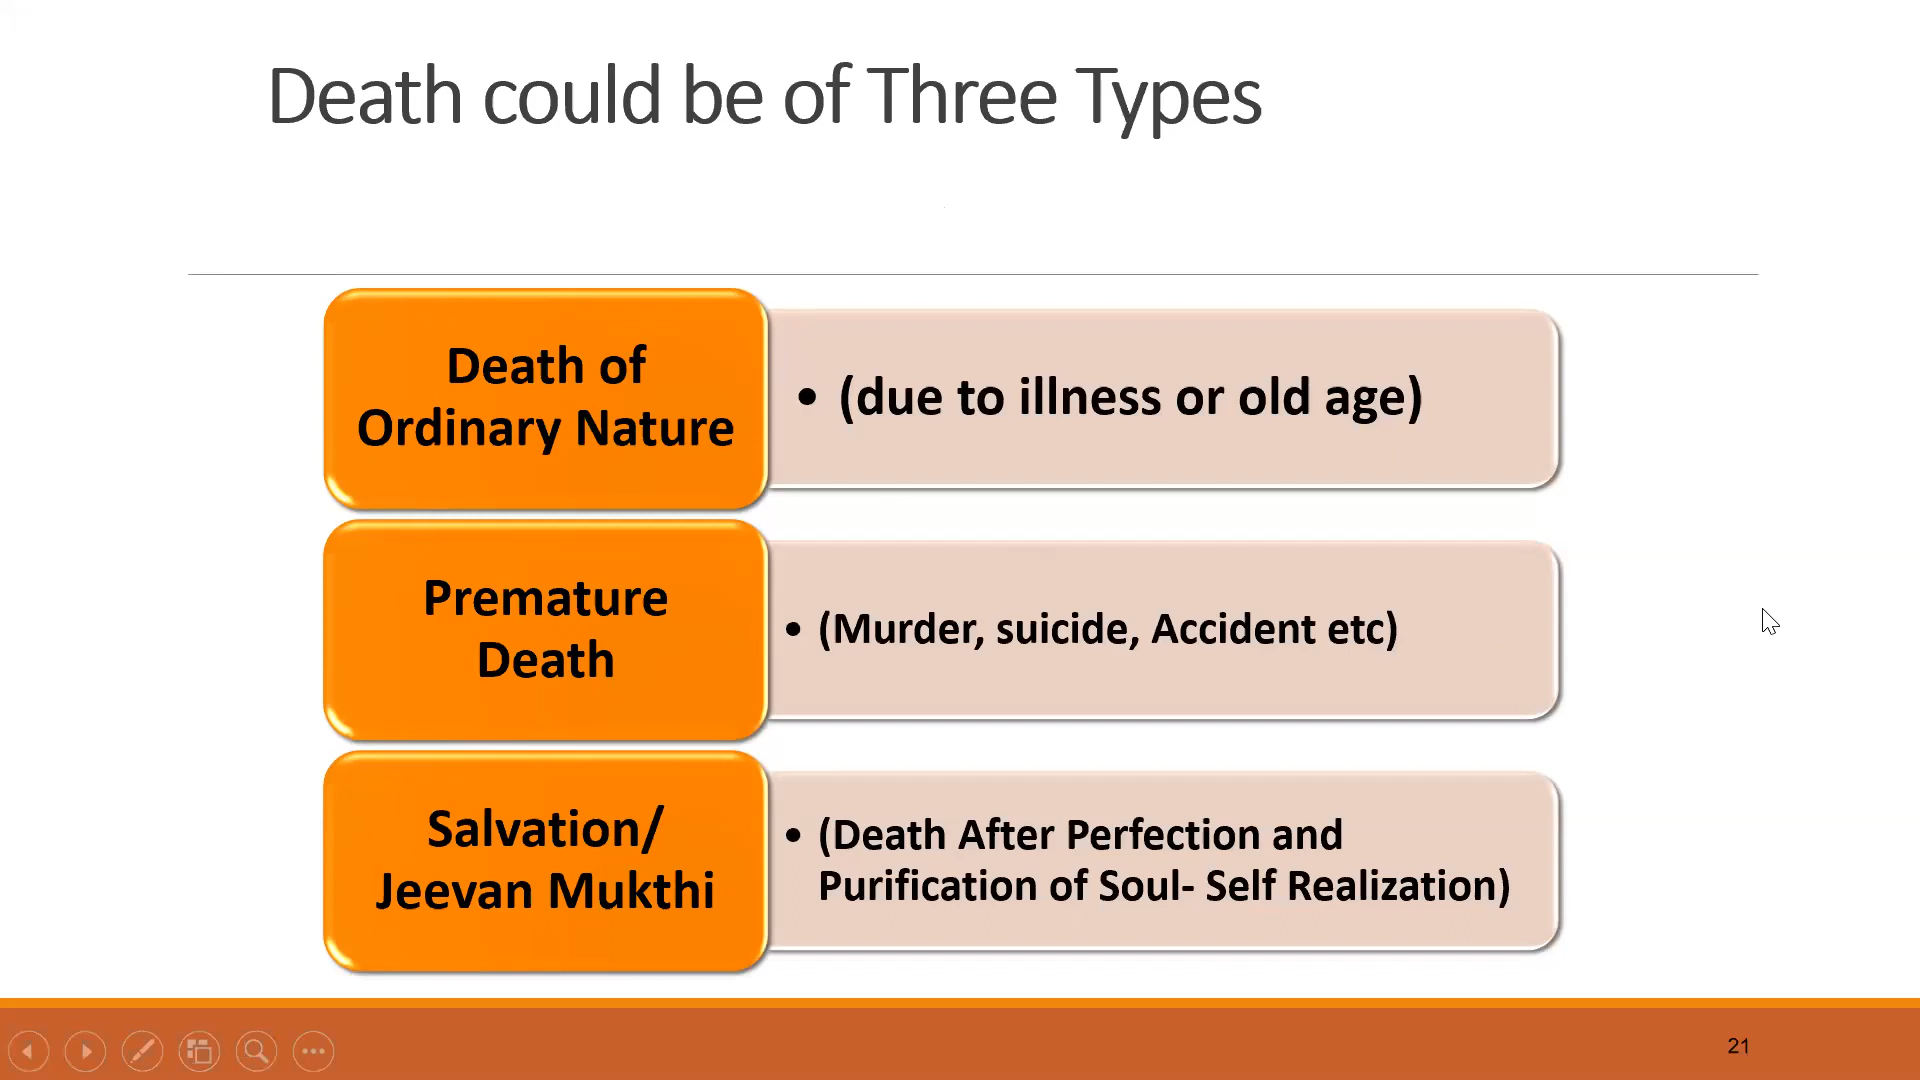 Death could be of Three Types
Death of
Ordinary Nature
• (due to illness or old age)
Premature
Death
• (Murder, suicide, Accident etc)
Salvation/
Jeevan Mukthi
• (Death After Perfection and
Purification of Soul- Self Realization)
21